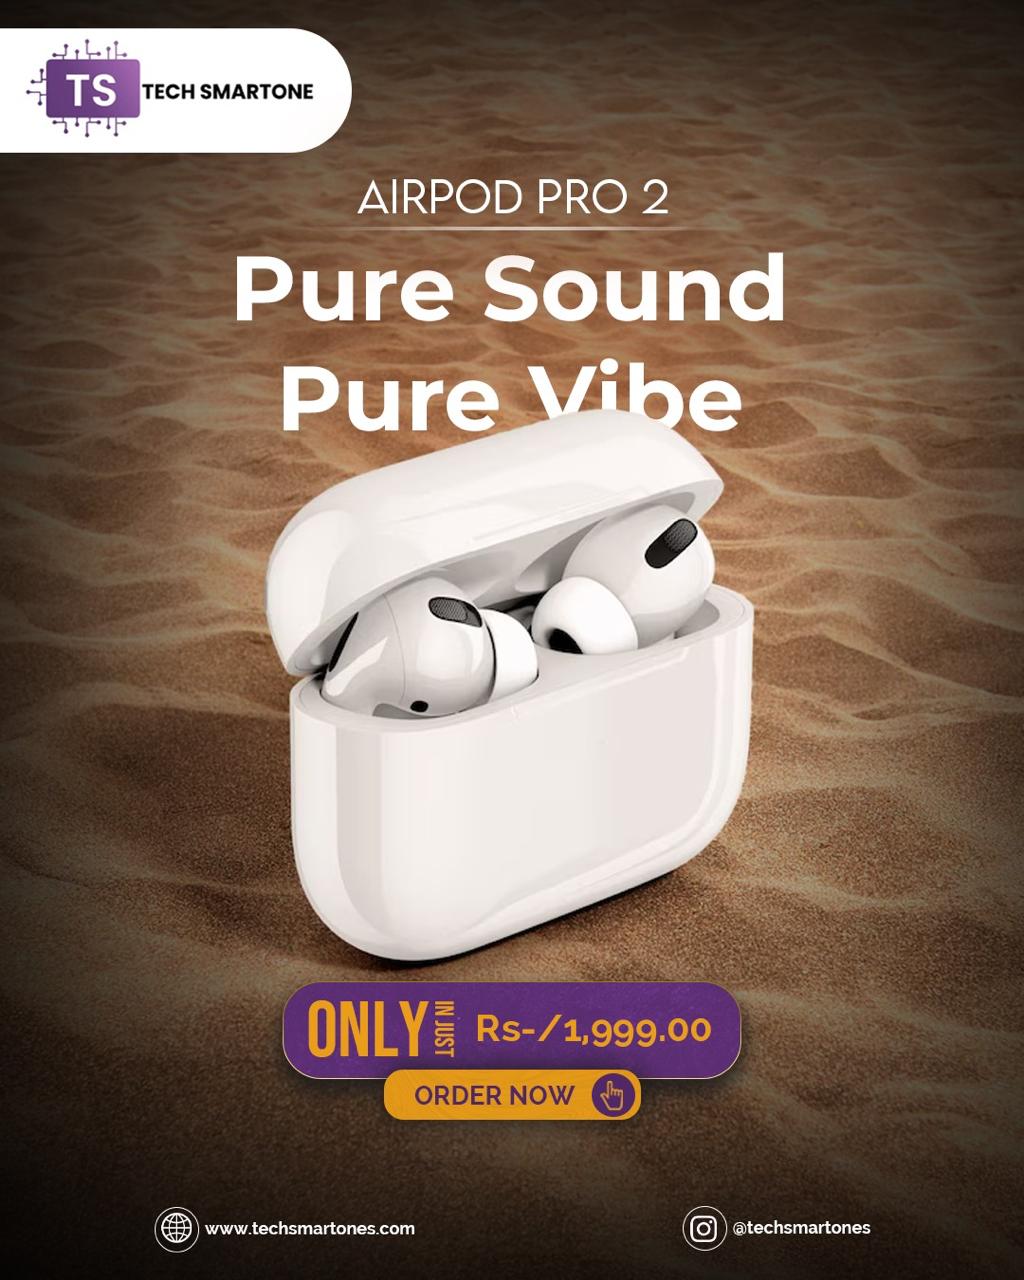 TS
TECH SMARTONE
AIRPOD PRO 2
Pure Sound
Pure Vibe
ONLY IN JUST Rs-/1,999.00
ORDER NOW
www.techsmartones.com
@techsmartones